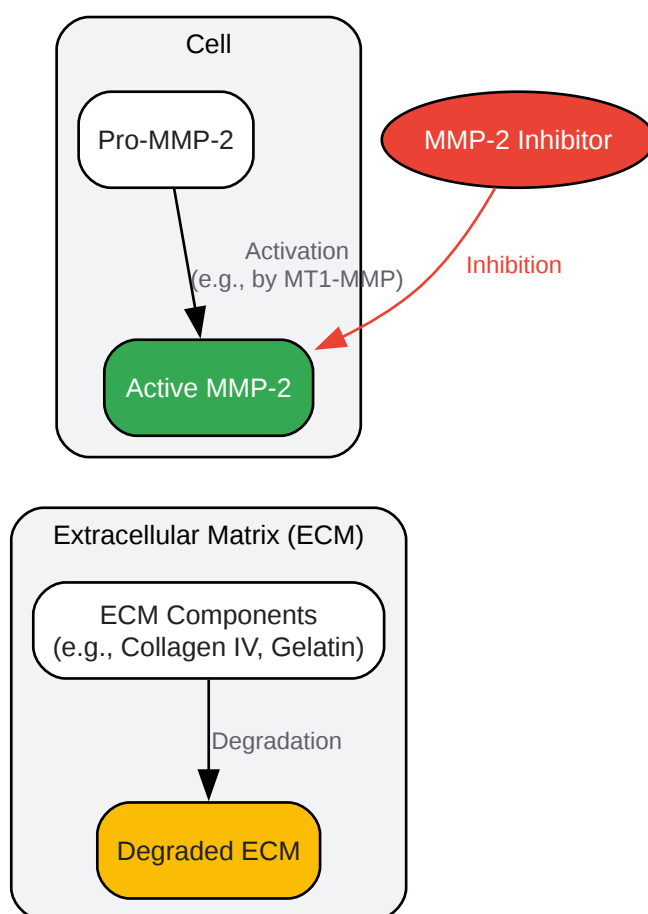 Cell
Pro-MMP-2
MMP-2 Inhibitor
Activation
(e.g., by MT1-MMP)
Inhibition
Active MMP-2
Extracellular Matrix (ECM)
ECM Components
(e.g., Collagen IV, Gelatin)
Degradation
Degraded ECM